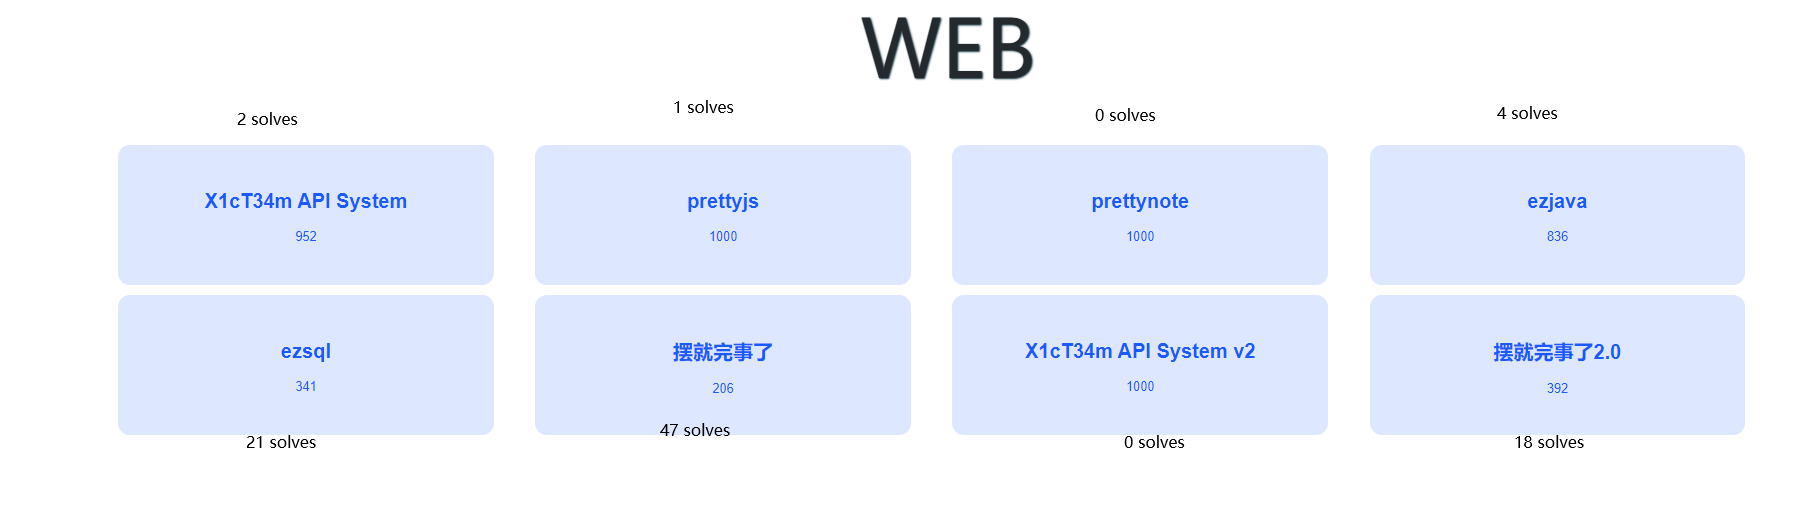 WEB
2 solves
1 solves
0 solves
4 solves
X1cT34m API System
952
prettyjs
1000
prettynote
1000
ezjava
836
ezsql
341
摆就完事了
206
X1cT34m API System v2
1000
摆就完事了2.0
392
21 solves
47 solves
0 solves
18 solves